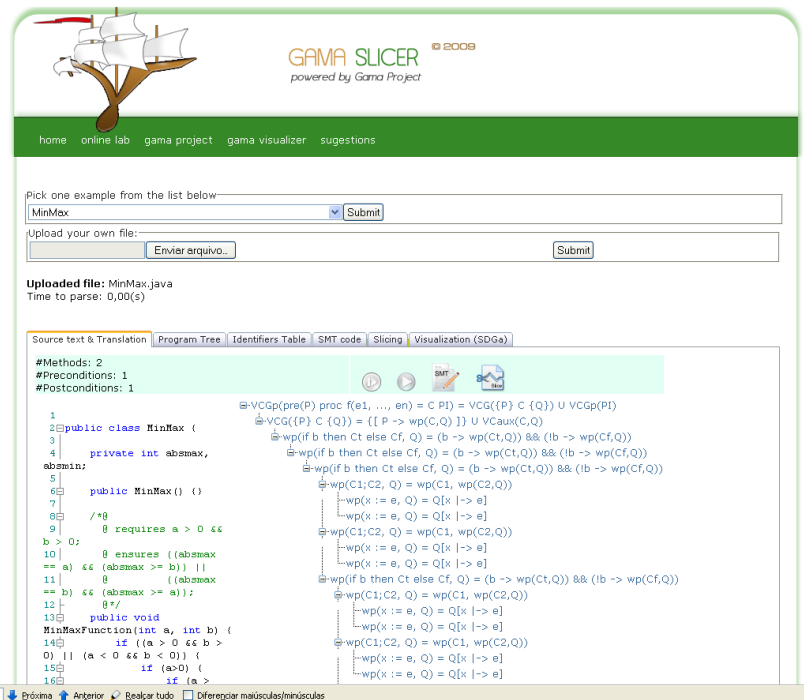 GAMA SLICER © 2009
powered by Gama Project
home online lab gama project gama visualizer sugestions
Pick one example from the list below
MinMax Submit
Upload your own file:
Enviar arquivo... Submit
Uploaded file: MinMax.java
Time to parse: 0,00(s)
Source text & Translation Program Tree Identifiers Table SMT code Slicing Visualization (SDGa)
#Methods: 2
#Preconditions: 1
#Postconditions: 1
SMT Slice
1
2 public class MinMax {
3
4 private int absmax,
absmin;
5
6 public MinMax() {}
7
8 /*@
9 @ requires a > 0 &&
b > 0;
10 @ ensures ((absmax
== a) && (absmax >= b)) ||
11 @ ((absmax
== b) && (absmax >= a));
12 @*/
13 public void
MinMaxFunction(int a, int b) {
14 if ((a > 0 && b >
0) || (a < 0 && b < 0)) {
15 if (a>0) {
16 if (a >
VCGp(pre(P) proc f(e1, ..., en) = C PI) = VCG({P} C {Q}) U VCGp(PI)
VCG({P} C {Q}) = {[ P -> wp(C,Q) ]} U VCaux(C,Q)
wp(if b then Ct else Cf, Q) = (b -> wp(Ct,Q)) && (!b -> wp(Cf,Q))
wp(if b then Ct else Cf, Q) = (b -> wp(Ct,Q)) && (!b -> wp(Cf,Q))
wp(if b then Ct else Cf, Q) = (b -> wp(Ct,Q)) && (!b -> wp(Cf,Q))
wp(C1;C2, Q) = wp(C1, wp(C2,Q))
wp(x := e, Q) = Q[x |-> e]
wp(x := e, Q) = Q[x |-> e]
wp(C1;C2, Q) = wp(C1, wp(C2,Q))
wp(x := e, Q) = Q[x |-> e]
wp(x := e, Q) = Q[x |-> e]
wp(if b then Ct else Cf, Q) = (b -> wp(Ct,Q)) && (!b -> wp(Cf,Q))
wp(C1;C2, Q) = wp(C1, wp(C2,Q))
wp(x := e, Q) = Q[x |-> e]
wp(x := e, Q) = Q[x |-> e]
wp(C1;C2, Q) = wp(C1, wp(C2,Q))
wp(x := e, Q) = Q[x |-> e]
wp(x := e, Q) = Q[x |-> e]
Próxima Anterior Realçar tudo Diferenciar maiúsculas/minúsculas